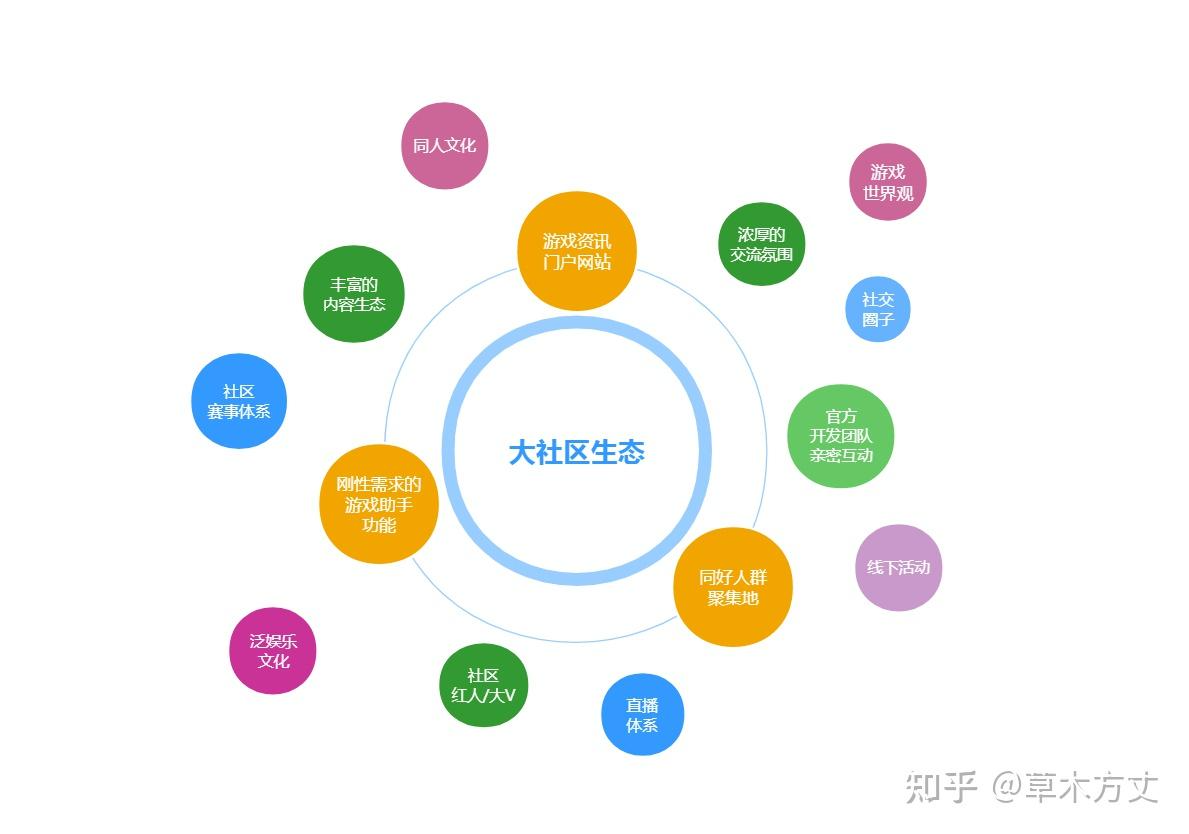 同人文化
游戏
世界观
游戏资讯
门户网站
浓厚的
交流氛围
丰富的
内容生态
社交
圈子
社区
赛事体系
官方
开发团队
亲密互动
大社区生态
刚性需求的
游戏助手
功能
同好人群
聚集地
线下活动
泛娱乐
文化
社区
红人/大V
直播
体系
知乎 @草木方丈